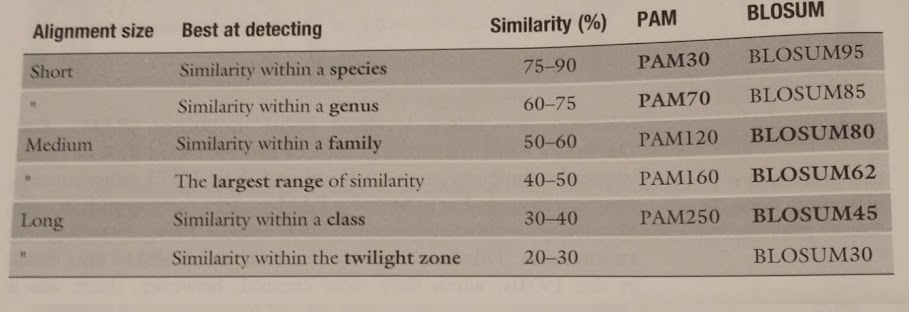 Alignment size Best at detecting Similarity (%) PAM BLOSUM
Short Similarity within a species 75–90 PAM30 BLOSUM95
" Similarity within a genus 60–75 PAM70 BLOSUM85
Medium Similarity within a family 50–60 PAM120 BLOSUM80
" The largest range of similarity 40–50 PAM160 BLOSUM62
Long Similarity within a class 30–40 PAM250 BLOSUM45
" Similarity within the twilight zone 20–30 BLOSUM30